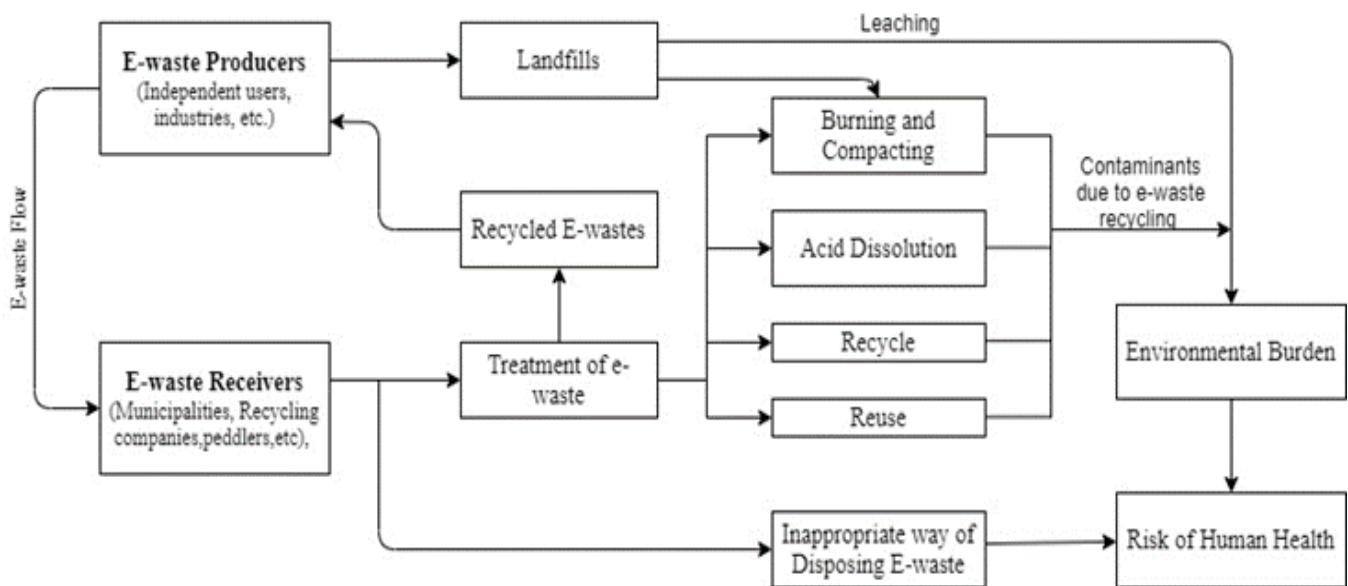 Leaching
E-waste Producers
(Independent users,
industries, etc.)
Landfills
Burning and
Compacting
Contaminants
due to e-waste
recycling
Recycled E-wastes
Acid Dissolution
E-waste Flow
Environmental Burden
Recycle
Treatment of e-
waste
E-waste Receivers
(Municipalities, Recycling
companies,peddlers,etc),
Reuse
Inappropriate way of
Disposing E-waste
Risk of Human Health